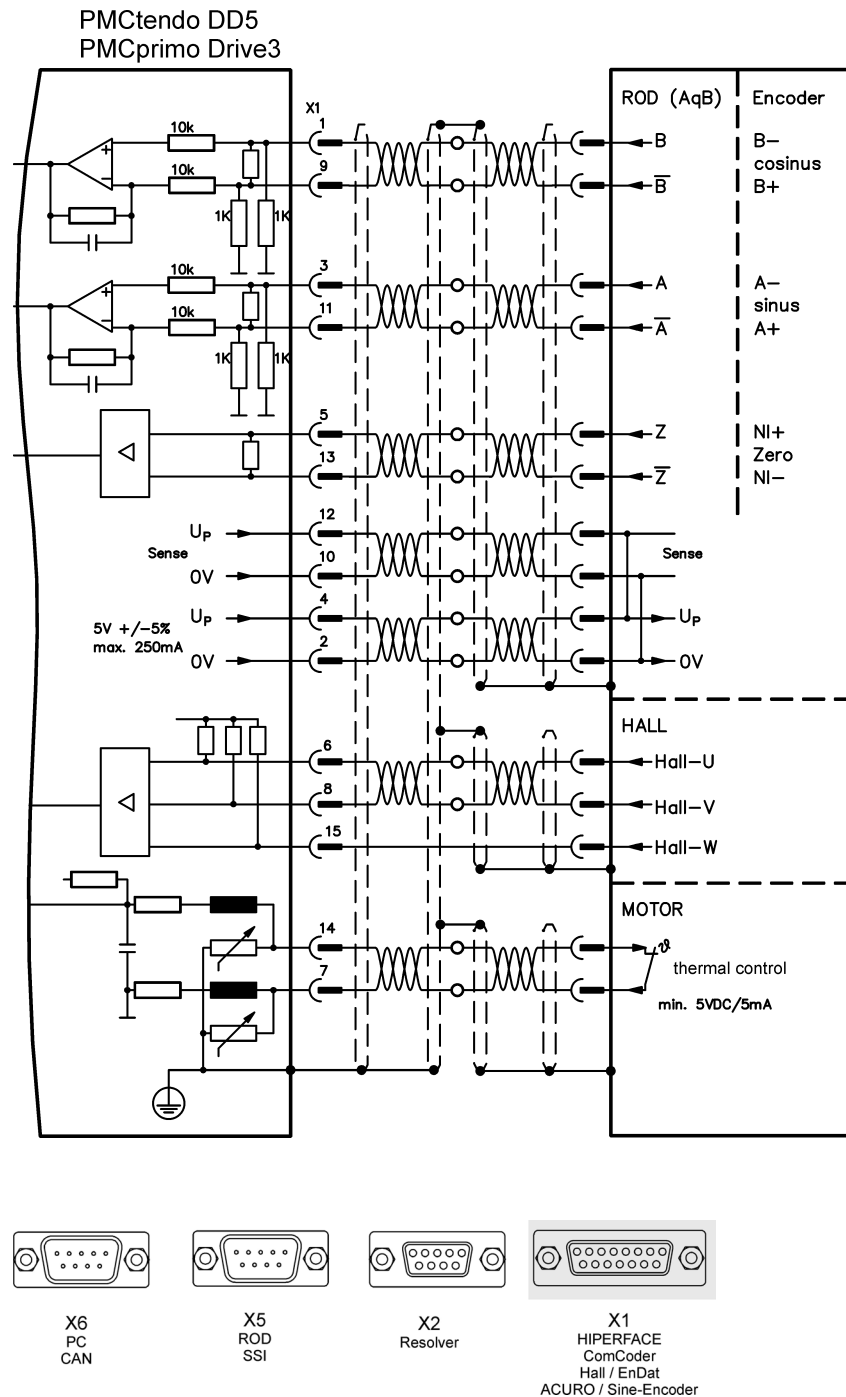 PMCtendo DD5
PMCprimo Drive3
X1
ROD (AqB)
Encoder
10k
1
B
B−
cosinus
10k
9
B̅
B+
1K
1K
10k
3
A
A−
sinus
10k
11
A̅
A+
1K
1K
5
Z
NI+
Zero
13
Z̅
NI−
UP
12
Sense
Sense
0V
10
UP
4
UP
5V +/−5%
max. 250mA
0V
2
0V
HALL
6
Hall−U
8
Hall−V
15
Hall−W
MOTOR
14
ϑ
thermal control
7
min. 5VDC/5mA
X6
PC
CAN
X5
ROD
SSI
X2
Resolver
X1
HIPERFACE
ComCoder
Hall / EnDat
ACURO / Sine-Encoder